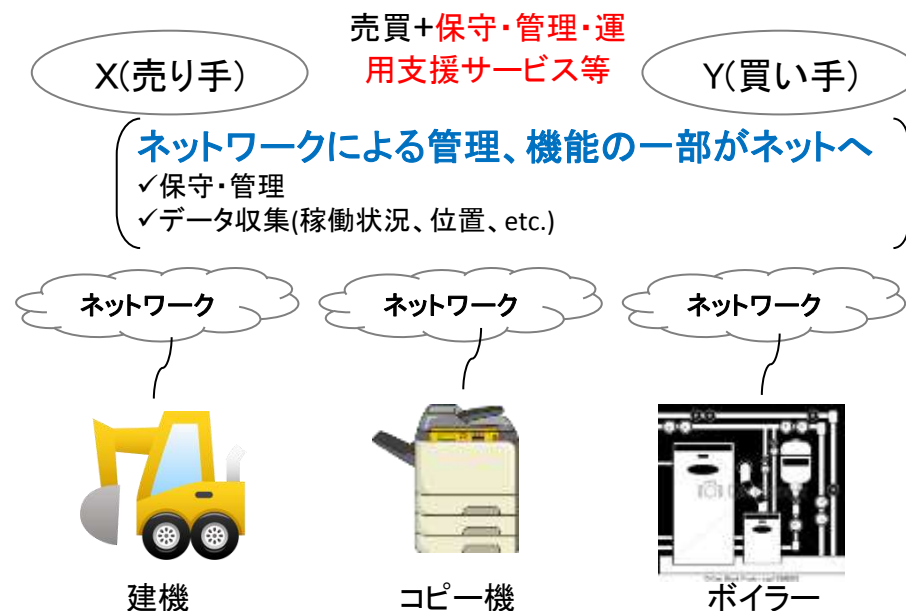 売買+保守・管理・運
用支援サービス等
X(売り手)
Y(買い手)
ネットワークによる管理、機能の一部がネットへ
✓保守・管理
✓データ収集(稼働状況、位置、etc.)
ネットワーク
ネットワーク
ネットワーク
建機
コピー機
ボイラー